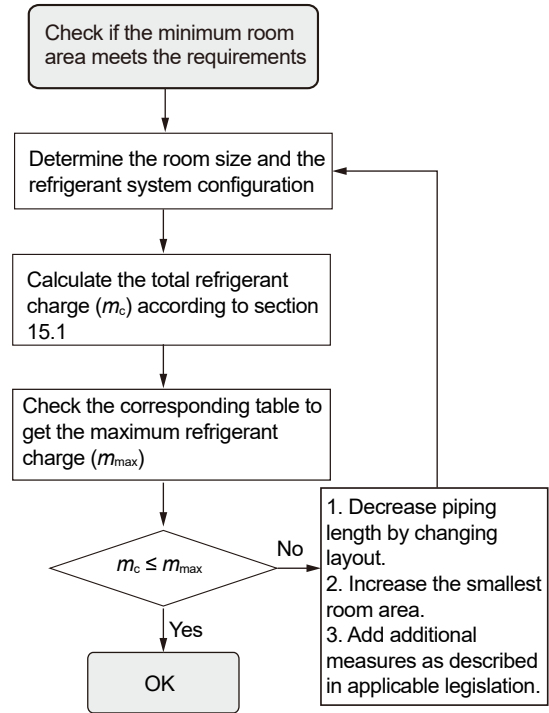 Check if the minimum room
area meets the requirements
Determine the room size and the
refrigerant system configuration
Calculate the total refrigerant
charge (mc) according to section
15.1
Check the corresponding table to
get the maximum refrigerant
charge (mmax)
mc ≤ mmax
No
Yes
OK
1. Decrease piping
length by changing
layout.
2. Increase the smallest
room area.
3. Add additional
measures as described
in applicable legislation.